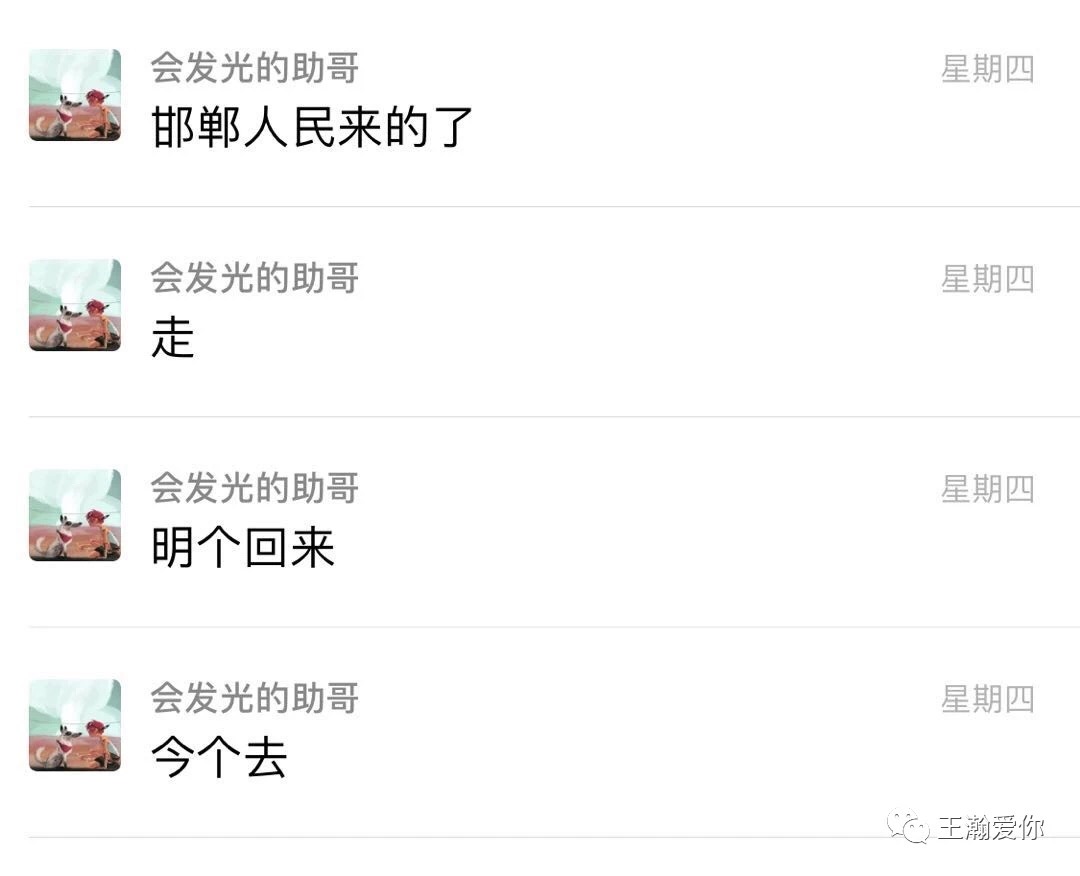 会发光的助哥 星期四
邯郸人民来的了
会发光的助哥 星期四
走
会发光的助哥 星期四
明个回来
会发光的助哥 星期四
今个去
王瀚爱你